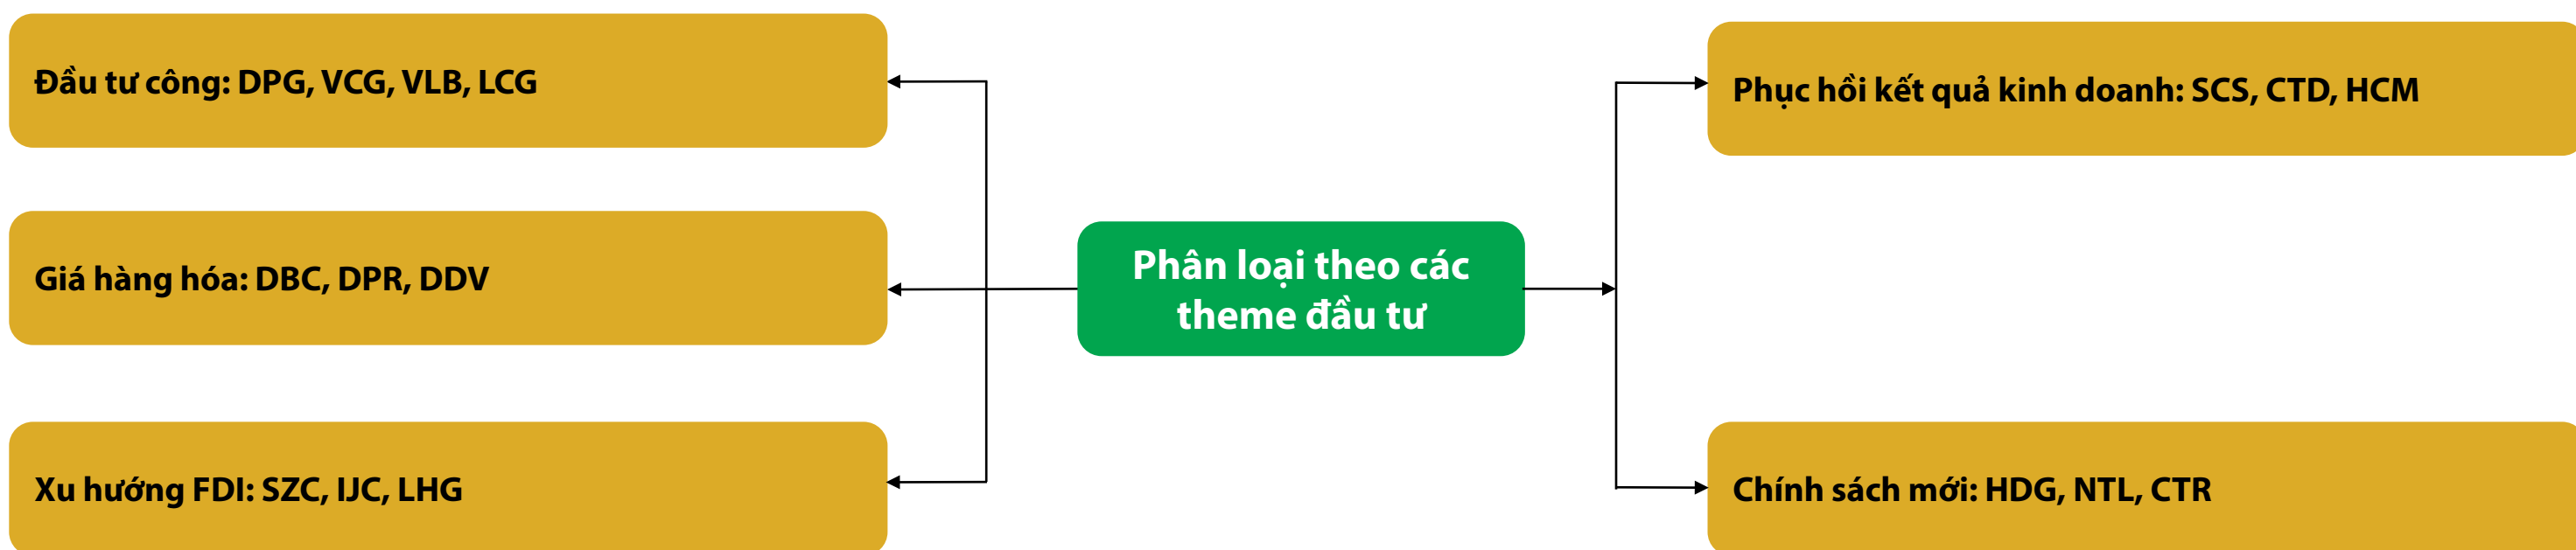 Đầu tư công: DPG, VCG, VLB, LCG
Giá hàng hóa: DBC, DPR, DDV
Xu hướng FDI: SZC, IJC, LHG
Phân loại theo các
theme đầu tư
Phục hồi kết quả kinh doanh: SCS, CTD, HCM
Chính sách mới: HDG, NTL, CTR